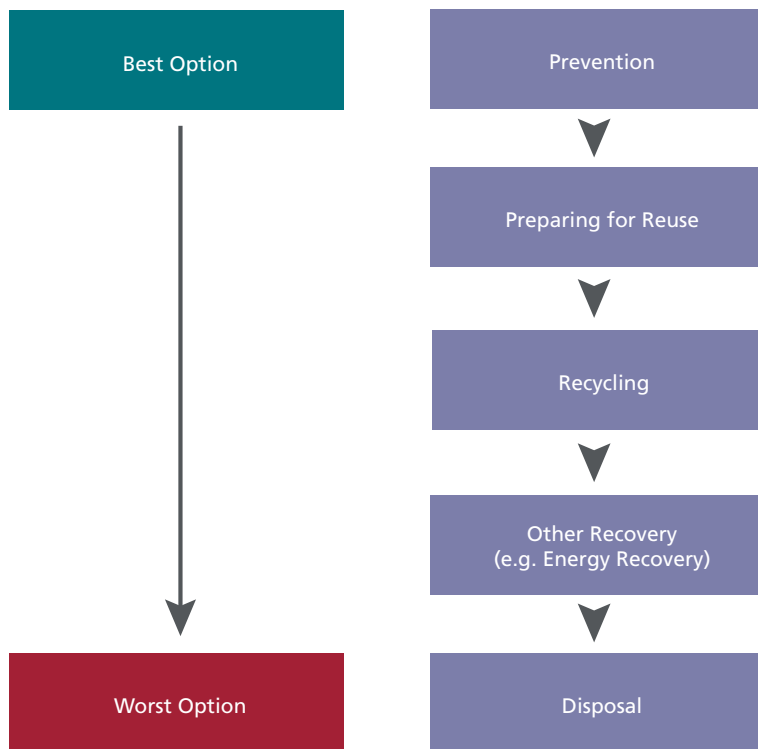 Best Option
Prevention
Preparing for Reuse
Recycling
Other Recovery
(e.g. Energy Recovery)
Worst Option
Disposal